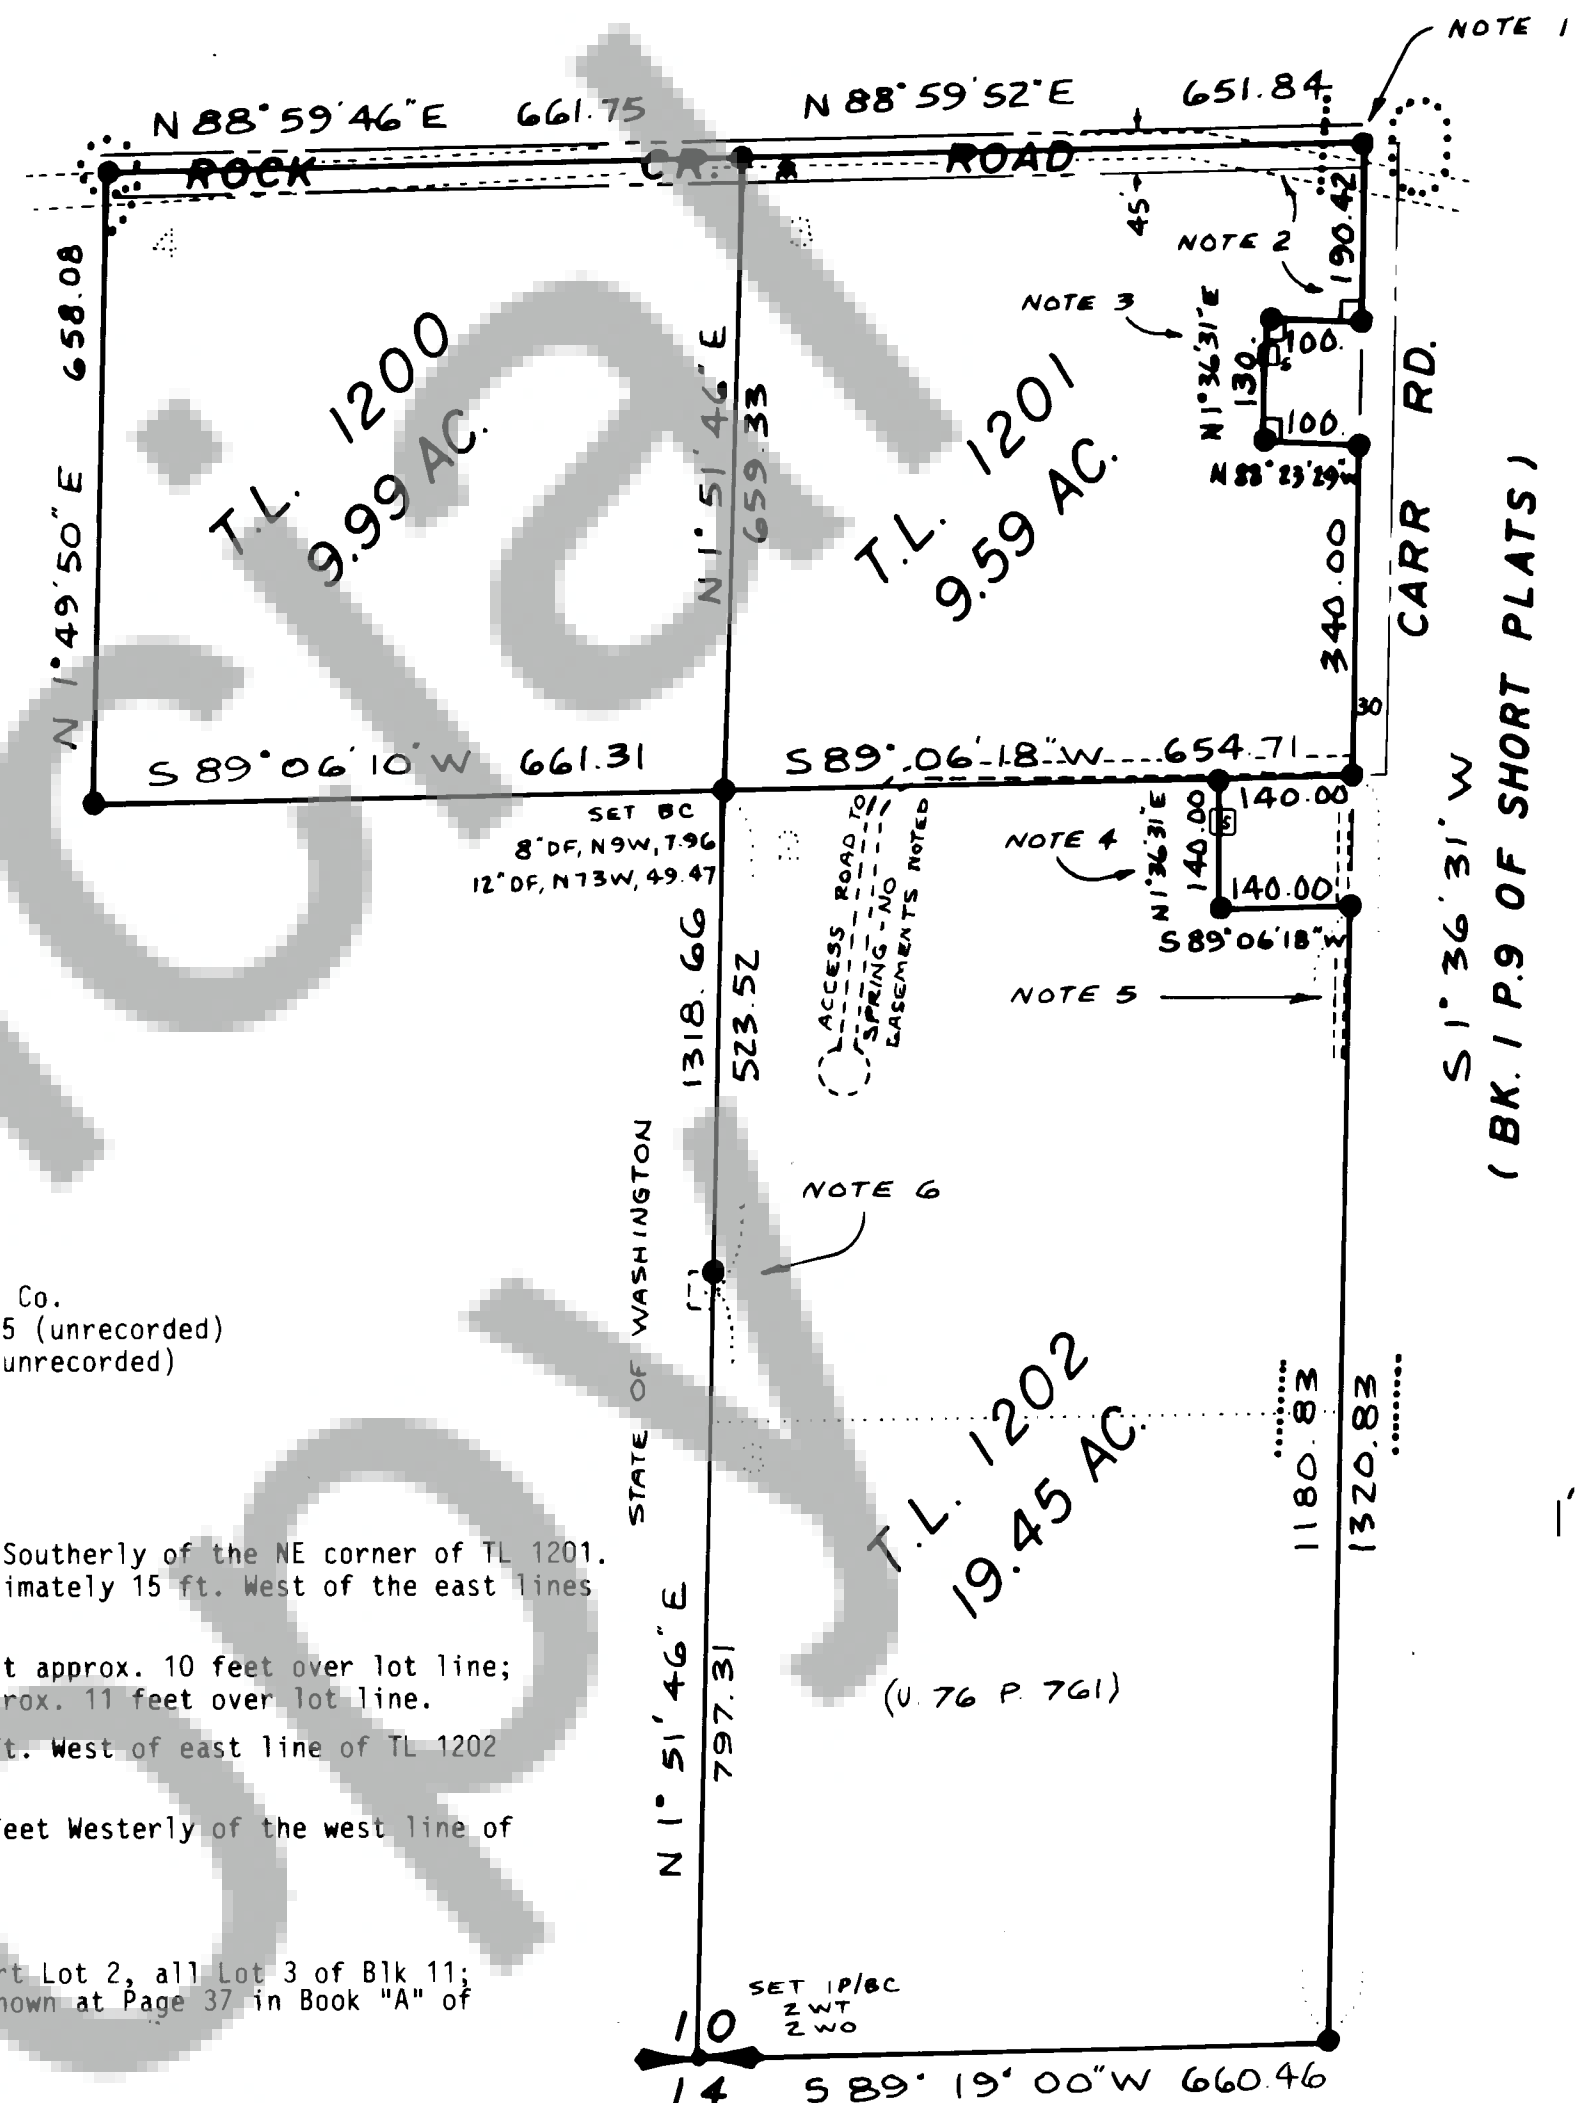 NOTE 1
N 88° 59' 46" E 661.75
N 88° 59' 52" E 651.84
ROCK CR. ROAD
45'
190.42
NOTE 2
4
658.08
N 1° 49' 50" E
T.L. 1200
9.99 AC.
N 1° 51' 46" E
659.33
NOTE 3
N 1° 36' 31" E
130.
100.
S
100.
N 88° 23' 29" W
T.L. 1201
9.59 AC.
340.00
CARR RD.
30
S 1° 36' 31" W
(BK. 1 P.9 OF SHORT PLATS)
S 89° 06' 10" W 661.31
S 89° 06' 18" W 654.71
SET BC
8" DF, N9W, 7.96
12" DF, N73W, 49.47
2
ACCESS ROAD TO
SPRING - NO
EASEMENTS NOTED
NOTE 4
N 1° 36' 31" E
140.00
S
140.00
140.00
S 89° 06' 18" W
NOTE 5
1318.66
523.52
STATE OF WASHINGTON
NOTE 6
Co.
5 (unrecorded)
unrecorded)
3
T.L. 1202
19.45 AC.
1180.83
1320.83
1'
Southerly of the NE corner of TL 1201.
imately 15 ft. West of the east lines
t approx. 10 feet over lot line;
rox. 11 feet over lot line.
t. West of east line of TL 1202
eet Westerly of the west line of
N 1° 51' 46" E
797.31
(V. 76 P. 761)
rt Lot 2, all Lot 3 of Blk 11;
hown at Page 37 in Book "A" of
SET IP/BC
2 WT
2 WO
10
14
S 89° 19' 00" W 660.46